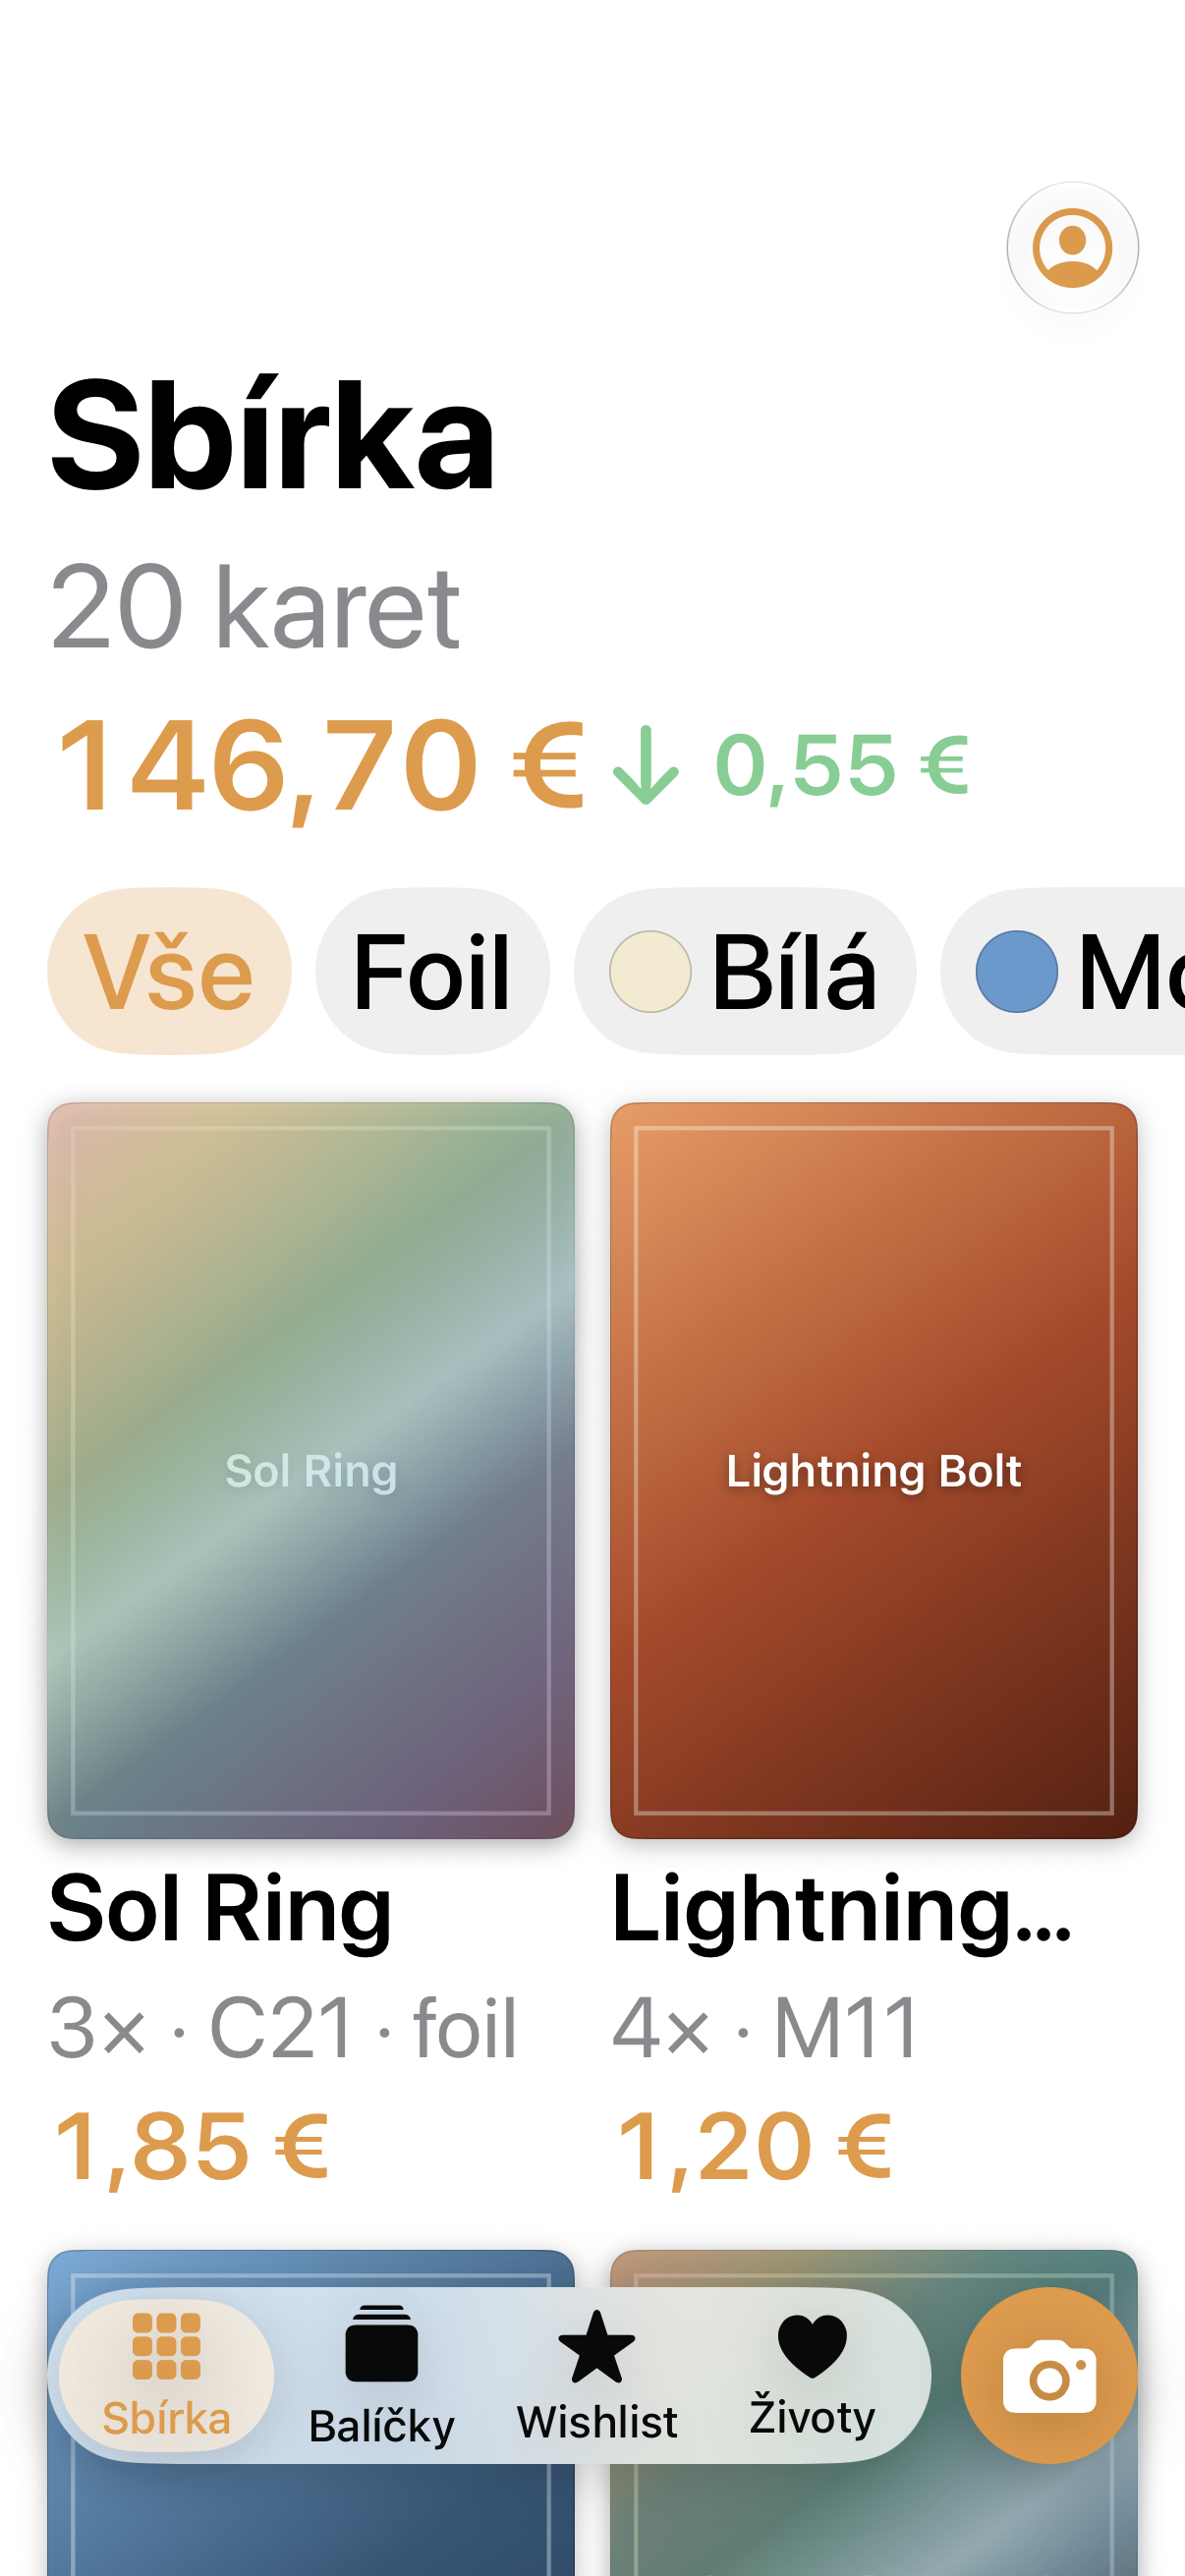 Sbírka
20 karet
146,70 € ↓ 0,55 €
Vše Foil Bílá
Sol Ring Lightning Bolt
Sol Ring Lightning…
3× · C21 · foil 4× · M11
1,85 € 1,20 €
Sbírka Balíčky Wishlist Životy